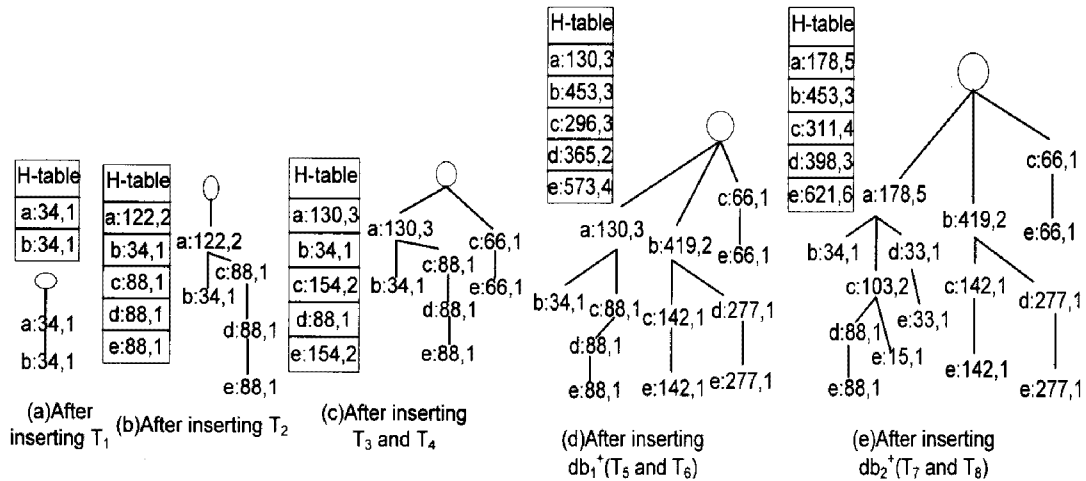 H-table
a:34,1
b:34,1
a:34,1
b:34,1
(a)After
inserting T1
H-table
a:122,2
b:34,1
c:88,1
d:88,1
e:88,1
a:122,2
c:88,1
b:34,1
d:88,1
e:88,1
(b)After inserting T2
H-table
a:130,3
b:34,1
c:154,2
d:88,1
e:154,2
a:130,3
c:66,1
c:88,1
b:34,1
e:66,1
d:88,1
e:88,1
(c)After inserting
T3 and T4
H-table
a:130,3
b:453,3
c:296,3
d:365,2
e:573,4
c:66,1
a:130,3
b:419,2
e:66,1
b:34,1
c:88,1
c:142,1
d:277,1
d:88,1
e:88,1
e:142,1
e:277,1
(d)After inserting
db1+(T5 and T6)
H-table
a:178,5
b:453,3
c:311,4
d:398,3
e:621,6
c:66,1
a:178,5
b:419,2
e:66,1
b:34,1
d:33,1
c:103,2
c:142,1
d:277,1
d:88,1
e:33,1
e:15,1
e:88,1
e:142,1
e:277,1
(e)After inserting
db2+(T7 and T8)